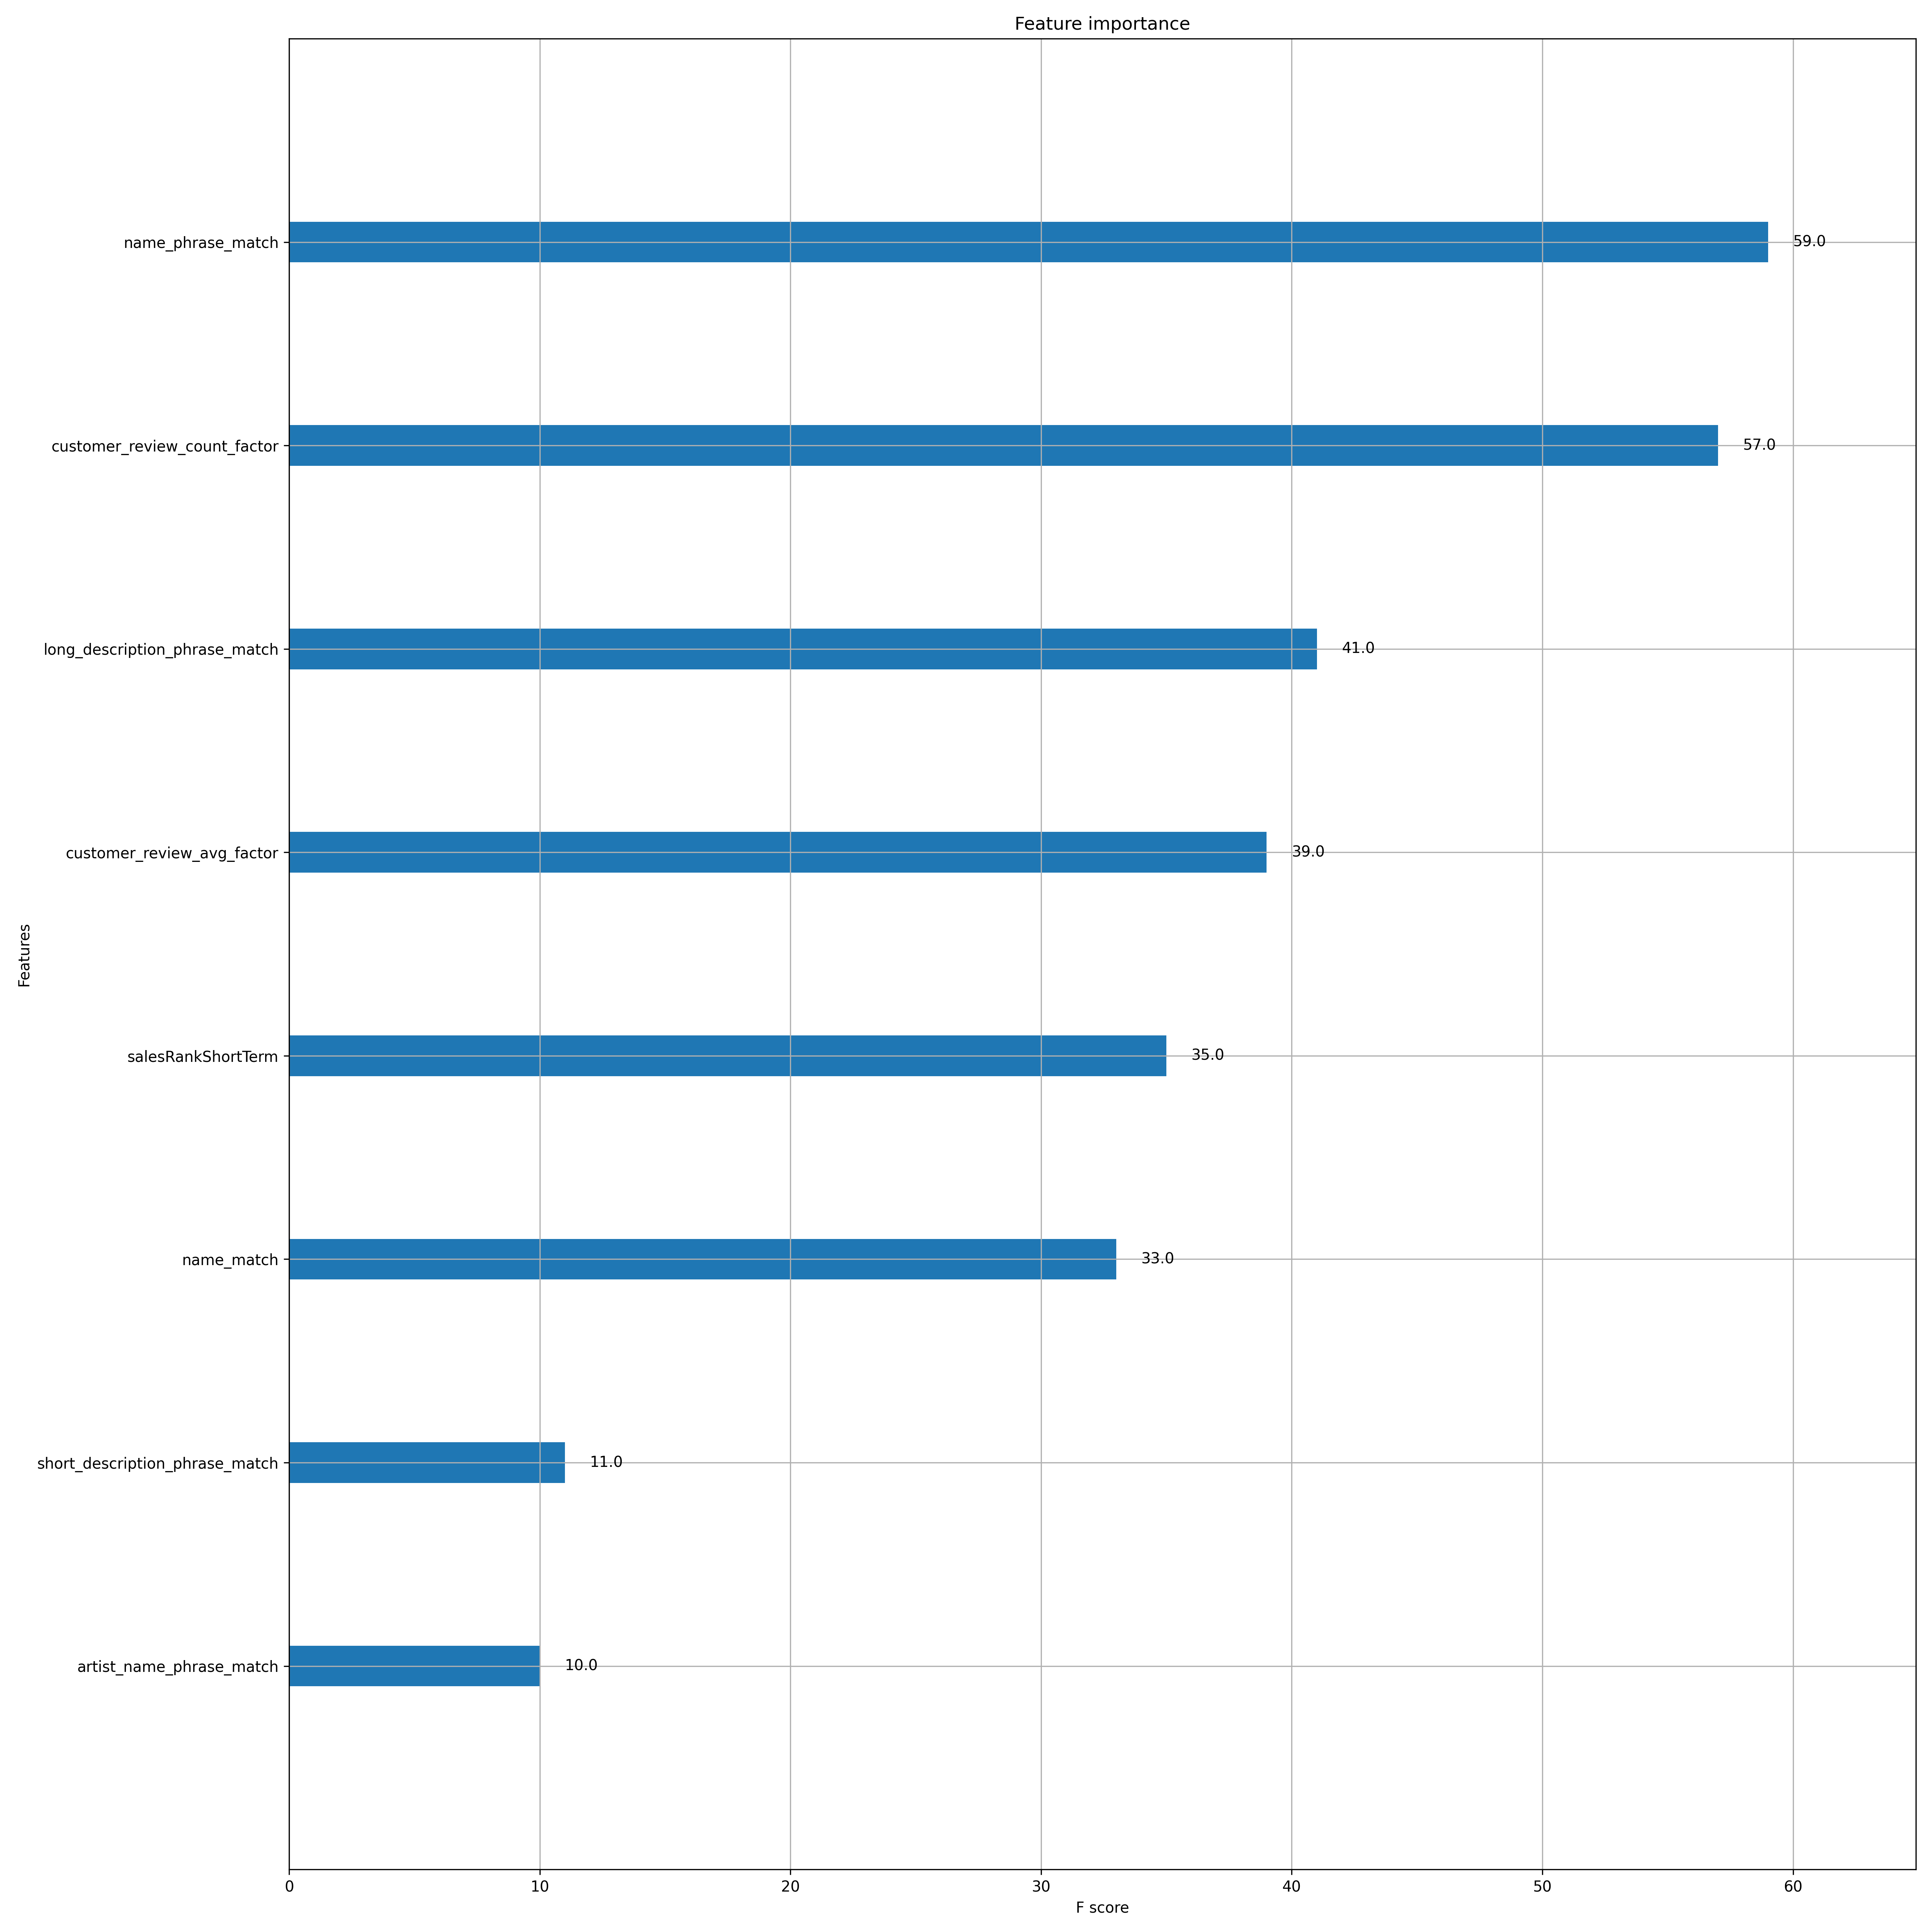 Feature importance
name_phrase_match
59.0
customer_review_count_factor
57.0
long_description_phrase_match
41.0
customer_review_avg_factor
39.0
Features
salesRankShortTerm
35.0
name_match
33.0
short_description_phrase_match
11.0
artist_name_phrase_match
10.0
0 10 20 30 40 50 60
F score